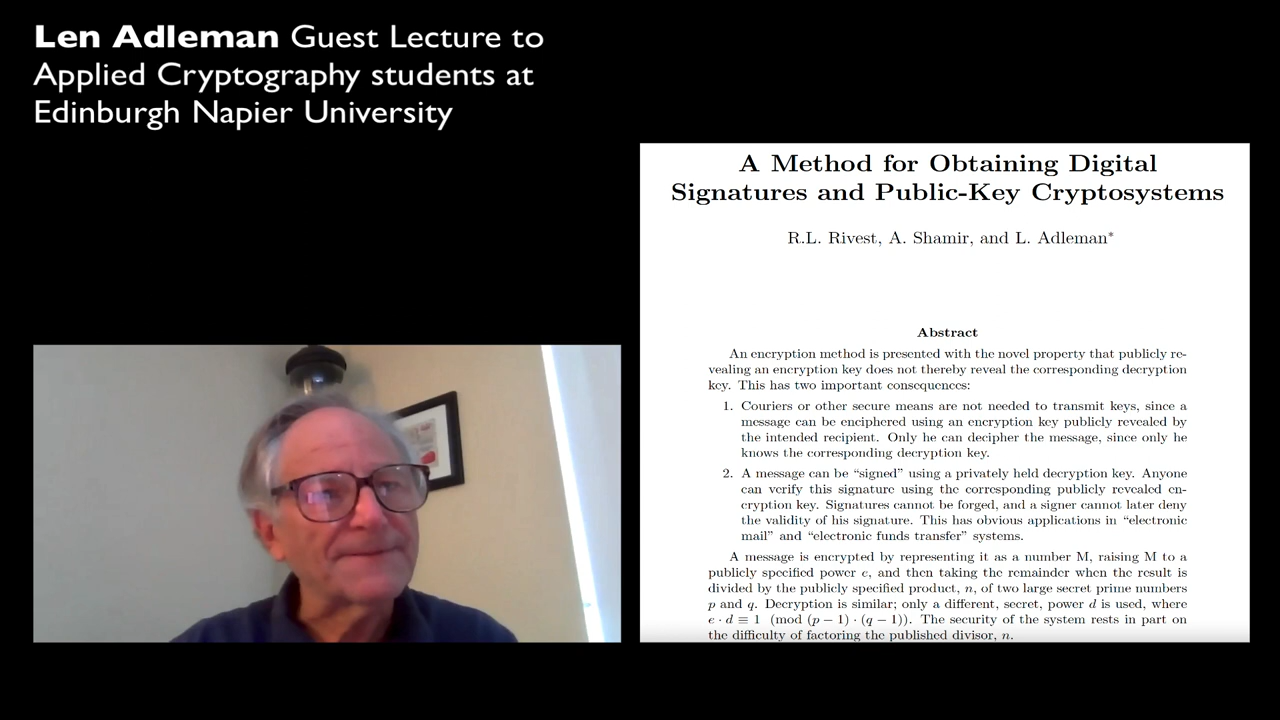 Len Adleman Guest Lecture to
Applied Cryptography students at
Edinburgh Napier University
A Method for Obtaining Digital
Signatures and Public-Key Cryptosystems
R.L. Rivest, A. Shamir, and L. Adleman*
Abstract
An encryption method is presented with the novel property that publicly re-
vealing an encryption key does not thereby reveal the corresponding decryption
key. This has two important consequences:
1. Couriers or other secure means are not needed to transmit keys, since a
message can be enciphered using an encryption key publicly revealed by
the intended recipient. Only he can decipher the message, since only he
knows the corresponding decryption key.
2. A message can be “signed” using a privately held decryption key. Anyone
can verify this signature using the corresponding publicly revealed en-
cryption key. Signatures cannot be forged, and a signer cannot later deny
the validity of his signature. This has obvious applications in “electronic
mail” and “electronic funds transfer” systems.
A message is encrypted by representing it as a number M, raising M to a
publicly specified power e, and then taking the remainder when the result is
divided by the publicly specified product, n, of two large secret prime numbers
p and q. Decryption is similar; only a different, secret, power d is used, where
e · d ≡ 1 (mod (p − 1) · (q − 1)). The security of the system rests in part on
the difficulty of factoring the published divisor, n.